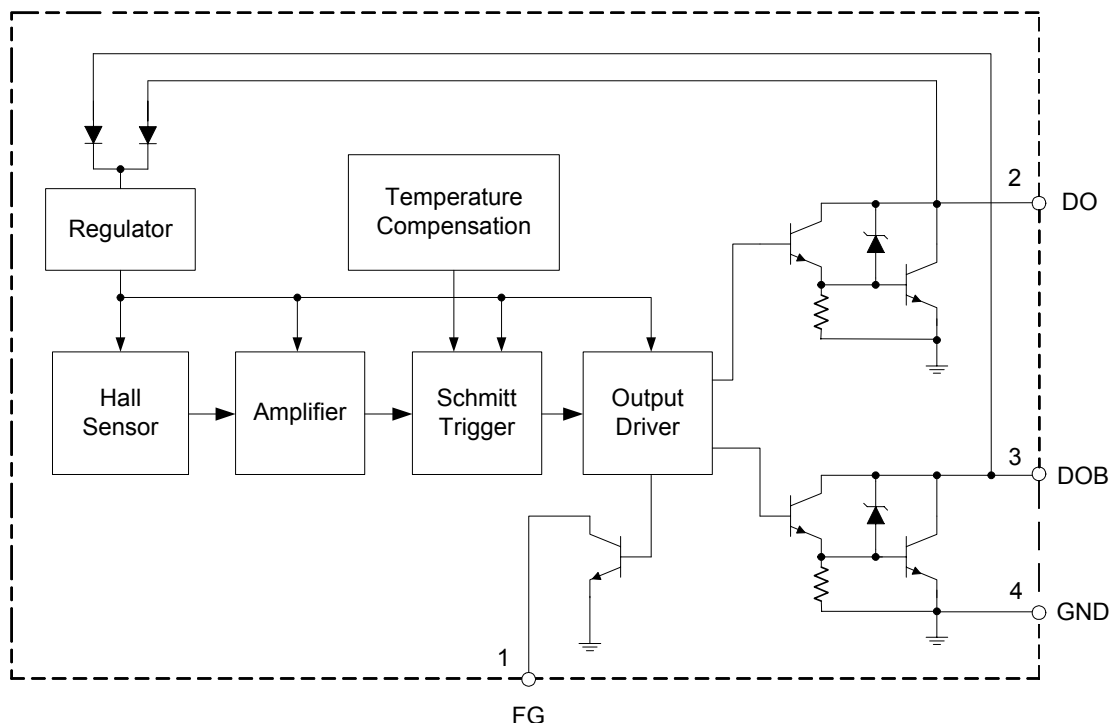 Temperature
Compensation
2
DO
Regulator
Hall
Sensor
Amplifier
Schmitt
Trigger
Output
Driver
3
DOB
4
GND
1
FG